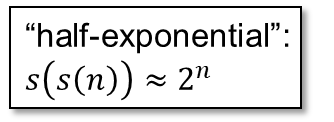 “half-exponential”:
𝑠(𝑠(𝑛)) ≈ 2ⁿ